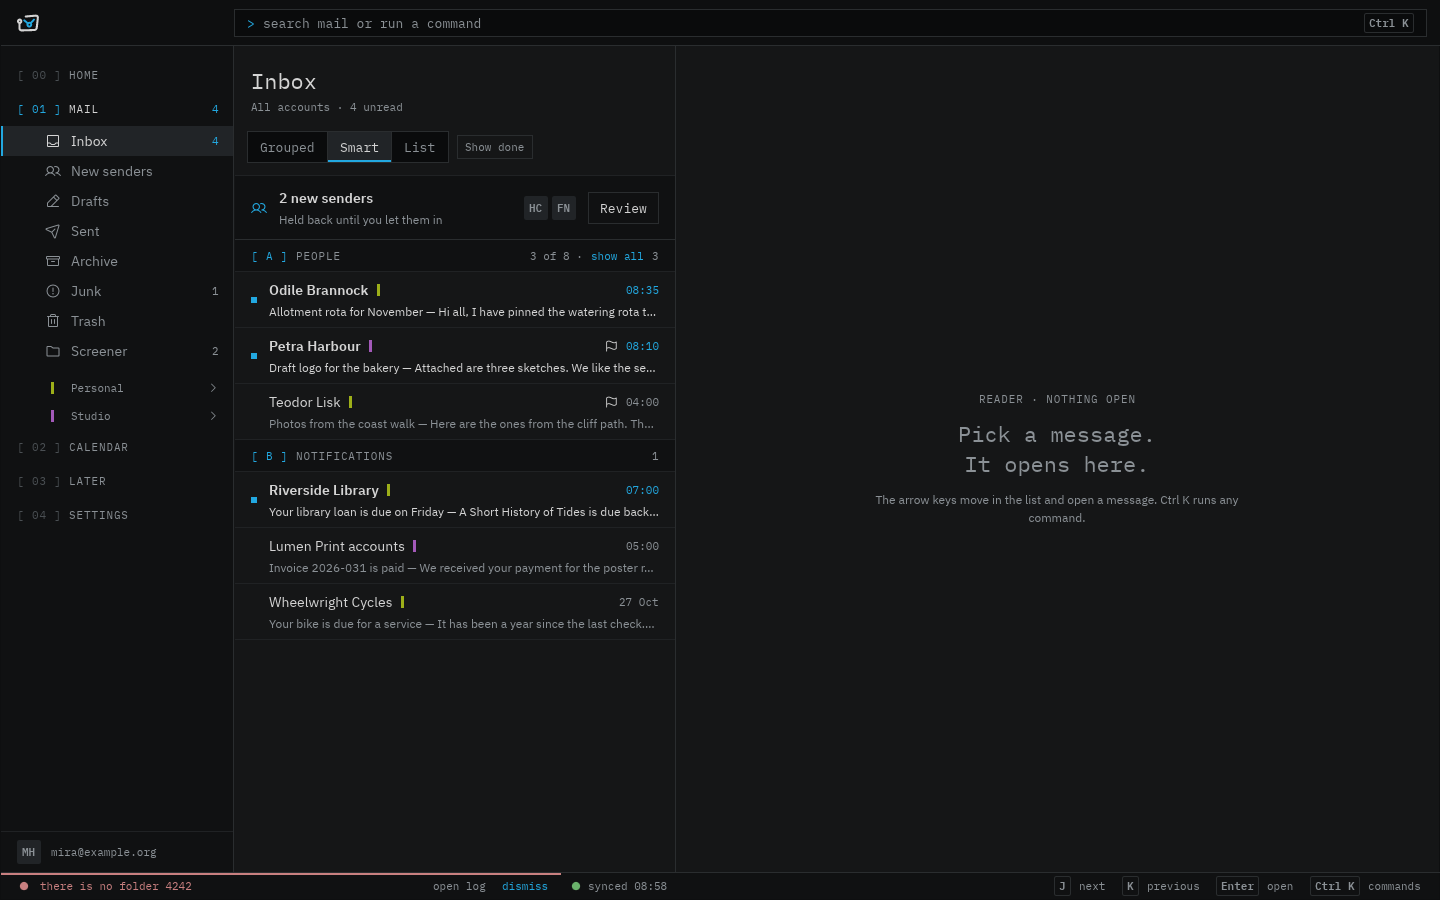 > search mail or run a command
Ctrl K
[ 00 ] HOME
[ 01 ] MAIL 4
Inbox 4
New senders
Drafts
Sent
Archive
Junk 1
Trash
Screener 2
Personal
Studio
[ 02 ] CALENDAR
[ 03 ] LATER
[ 04 ] SETTINGS
MH mira@example.org
Inbox
All accounts · 4 unread
Grouped Smart List Show done
2 new senders
Held back until you let them in
HC FN Review
[ A ] PEOPLE 3 of 8 · show all 3
Odile Brannock 08:35
Allotment rota for November — Hi all, I have pinned the watering rota t...
Petra Harbour 08:10
Draft logo for the bakery — Attached are three sketches. We like the se...
Teodor Lisk 04:00
Photos from the coast walk — Here are the ones from the cliff path. Th...
[ B ] NOTIFICATIONS 1
Riverside Library 07:00
Your library loan is due on Friday — A Short History of Tides is due back...
Lumen Print accounts 05:00
Invoice 2026-031 is paid — We received your payment for the poster r...
Wheelwright Cycles 27 Oct
Your bike is due for a service — It has been a year since the last check....
READER · NOTHING OPEN
Pick a message.
It opens here.
The arrow keys move in the list and open a message. Ctrl K runs any
command.
there is no folder 4242 open log dismiss synced 08:58
J next K previous Enter open Ctrl K commands